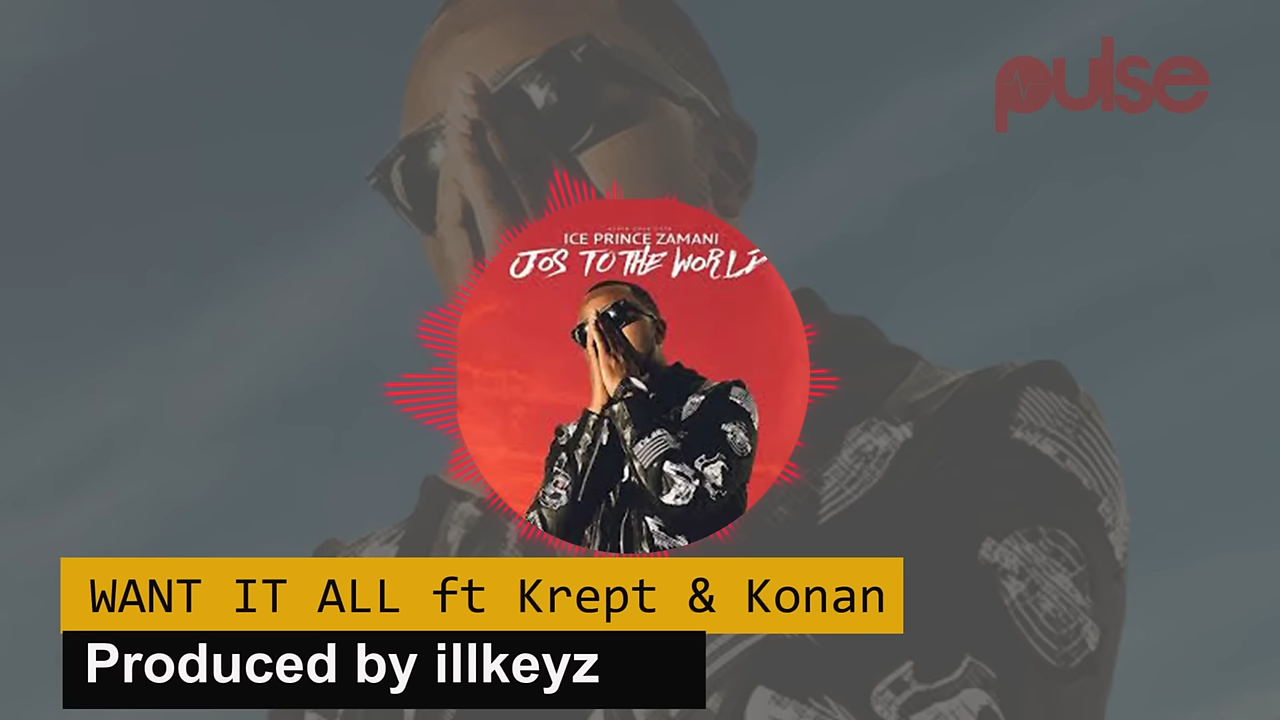 pulse
ICE PRINCE ZAMANI
JOS TO THE WORLD
WANT IT ALL ft Krept & Konan
Produced by illkeyz